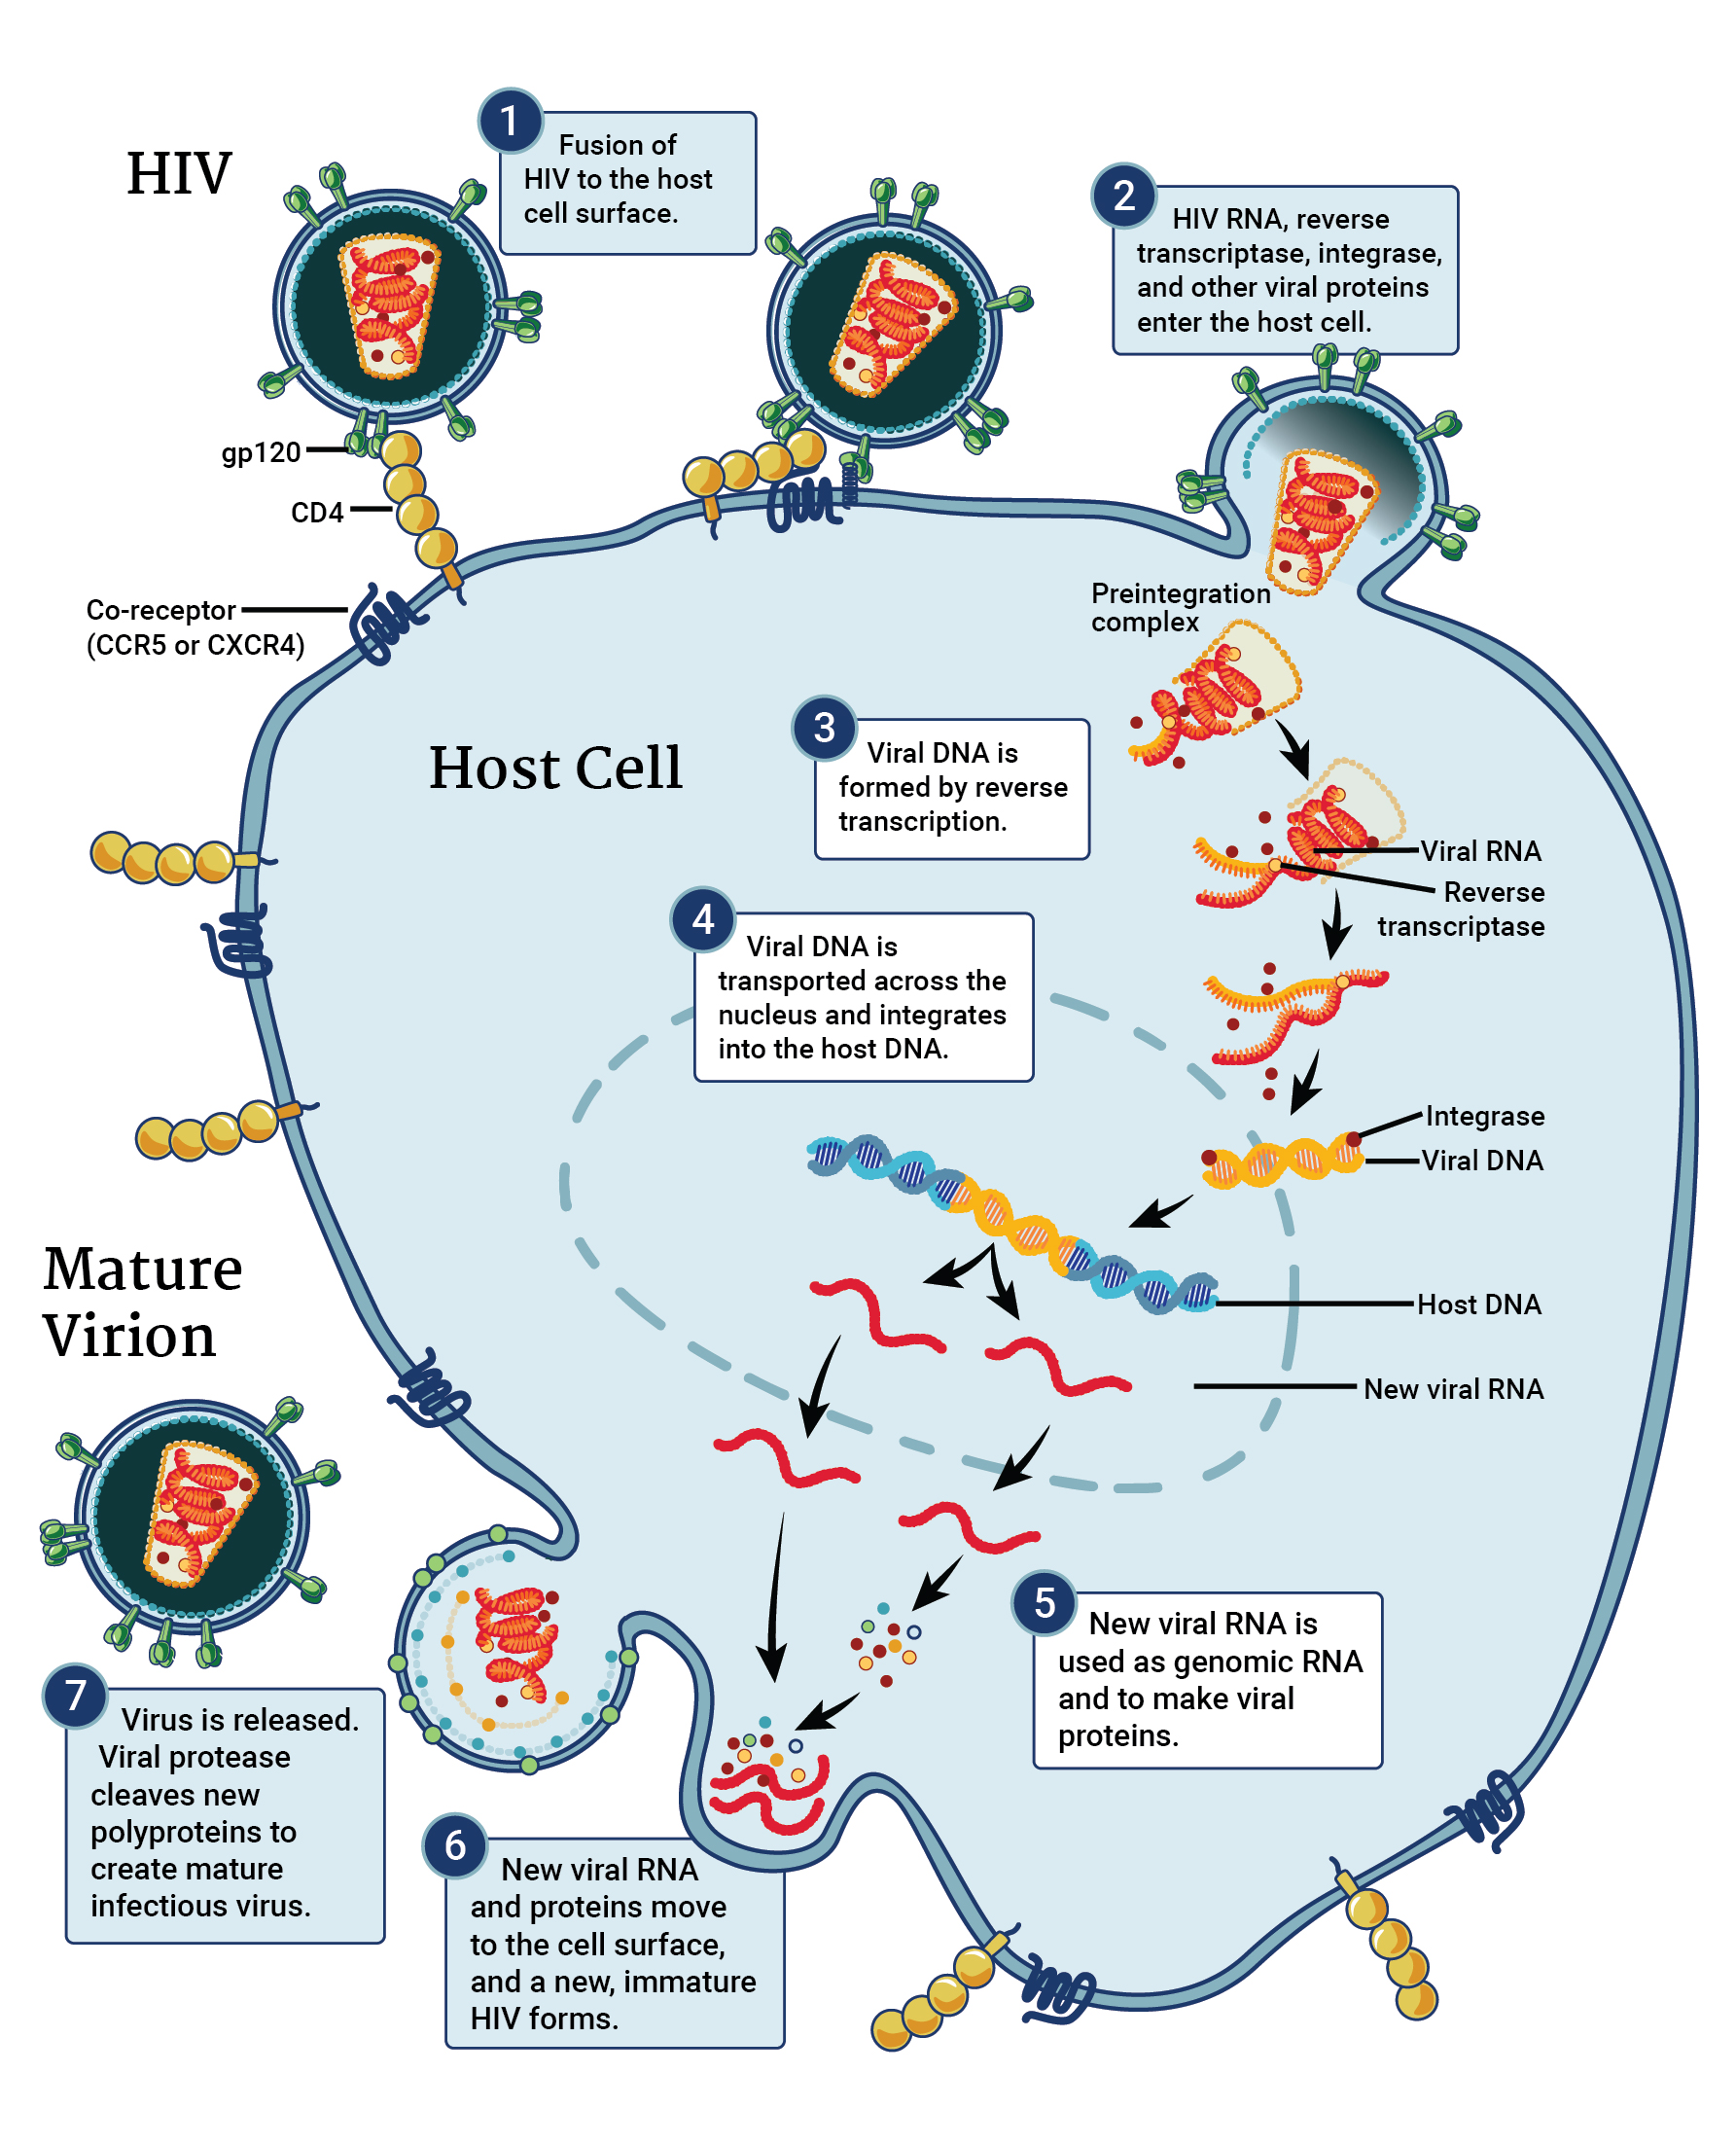 HIV
1
Fusion of
HIV to the host
cell surface.
2
HIV RNA, reverse
transcriptase, integrase,
and other viral proteins
enter the host cell.
gp120
CD4
Co-receptor
(CCR5 or CXCR4)
Preintegration
complex
Host Cell
3
Viral DNA is
formed by reverse
transcription.
Viral RNA
Reverse
transcriptase
4
Viral DNA is
transported across the
nucleus and integrates
into the host DNA.
Integrase
Viral DNA
Host DNA
New viral RNA
Mature
Virion
5
New viral RNA is
used as genomic RNA
and to make viral
proteins.
6
New viral RNA
and proteins move
to the cell surface,
and a new, immature
HIV forms.
7
Virus is released.
Viral protease
cleaves new
polyproteins to
create mature
infectious virus.